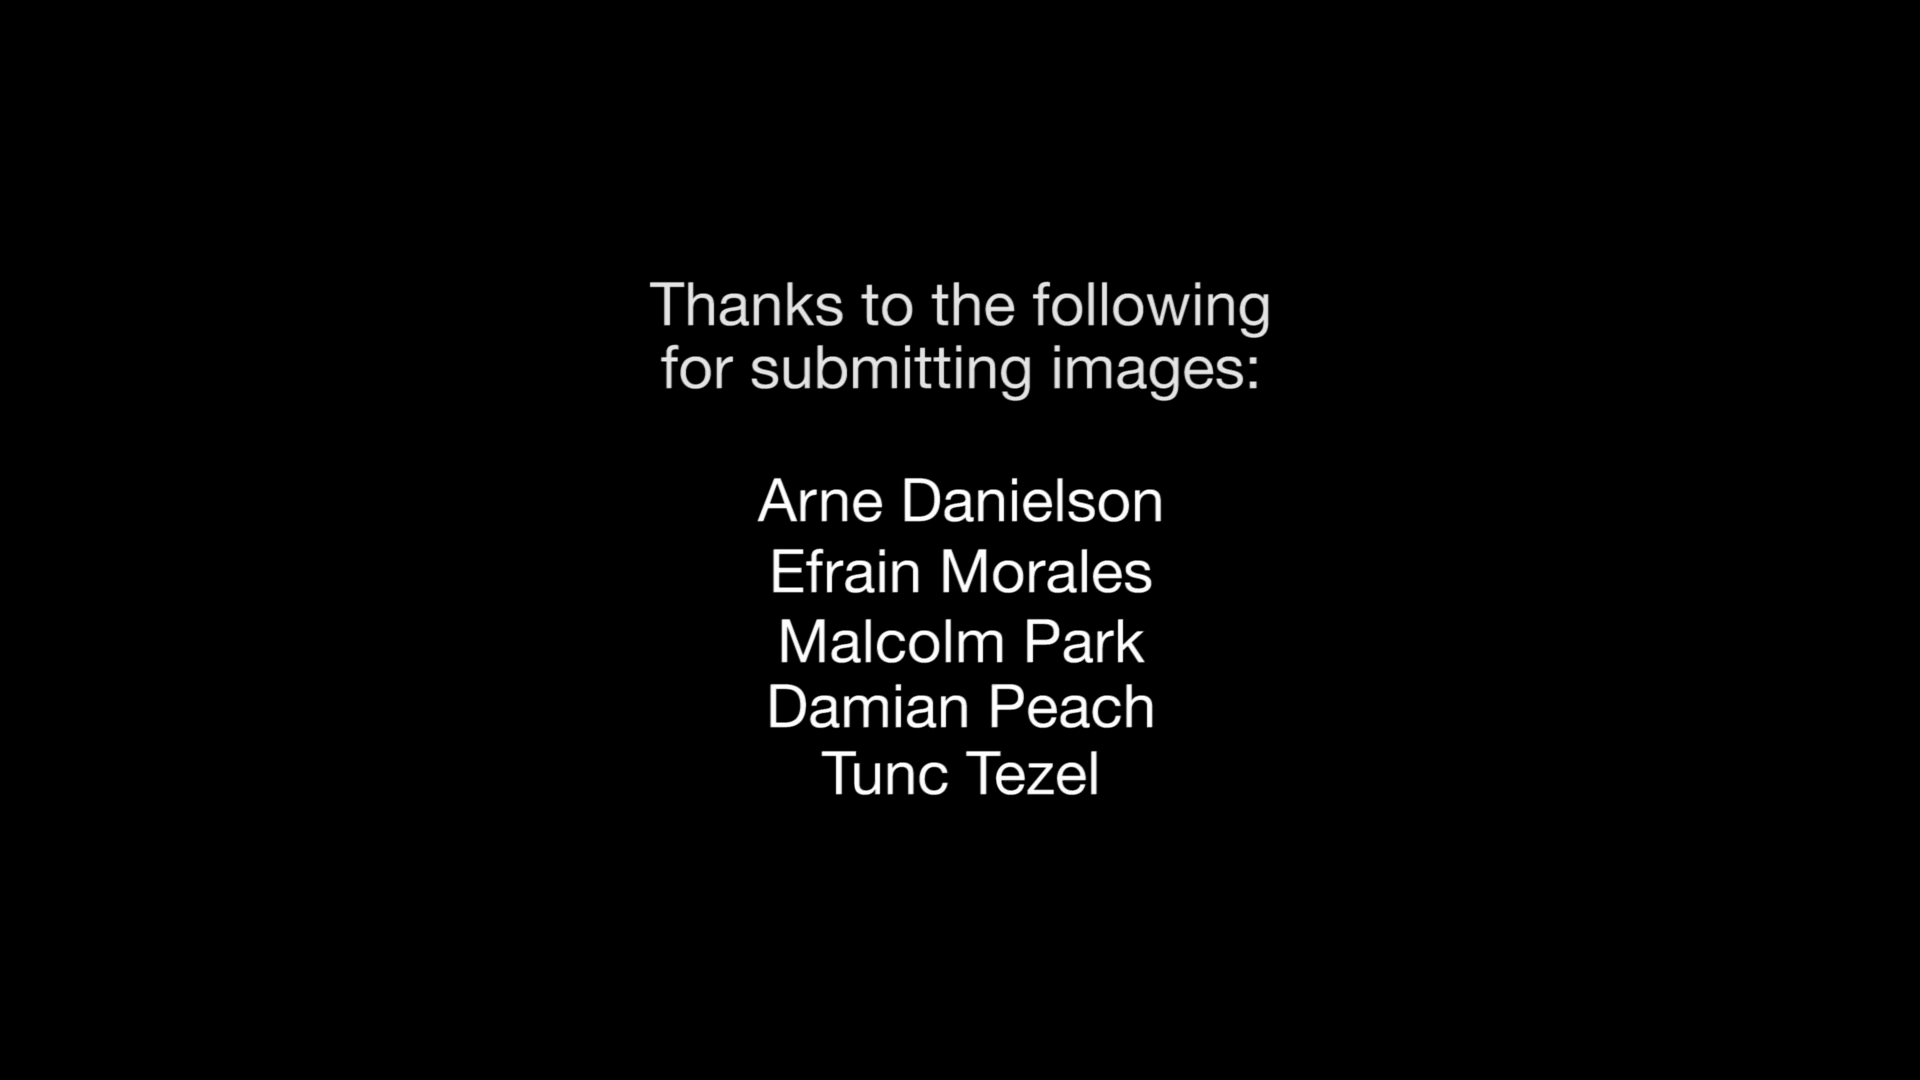 Thanks to the following
for submitting images:
Arne Danielson
Efrain Morales
Malcolm Park
Damian Peach
Tunc Tezel